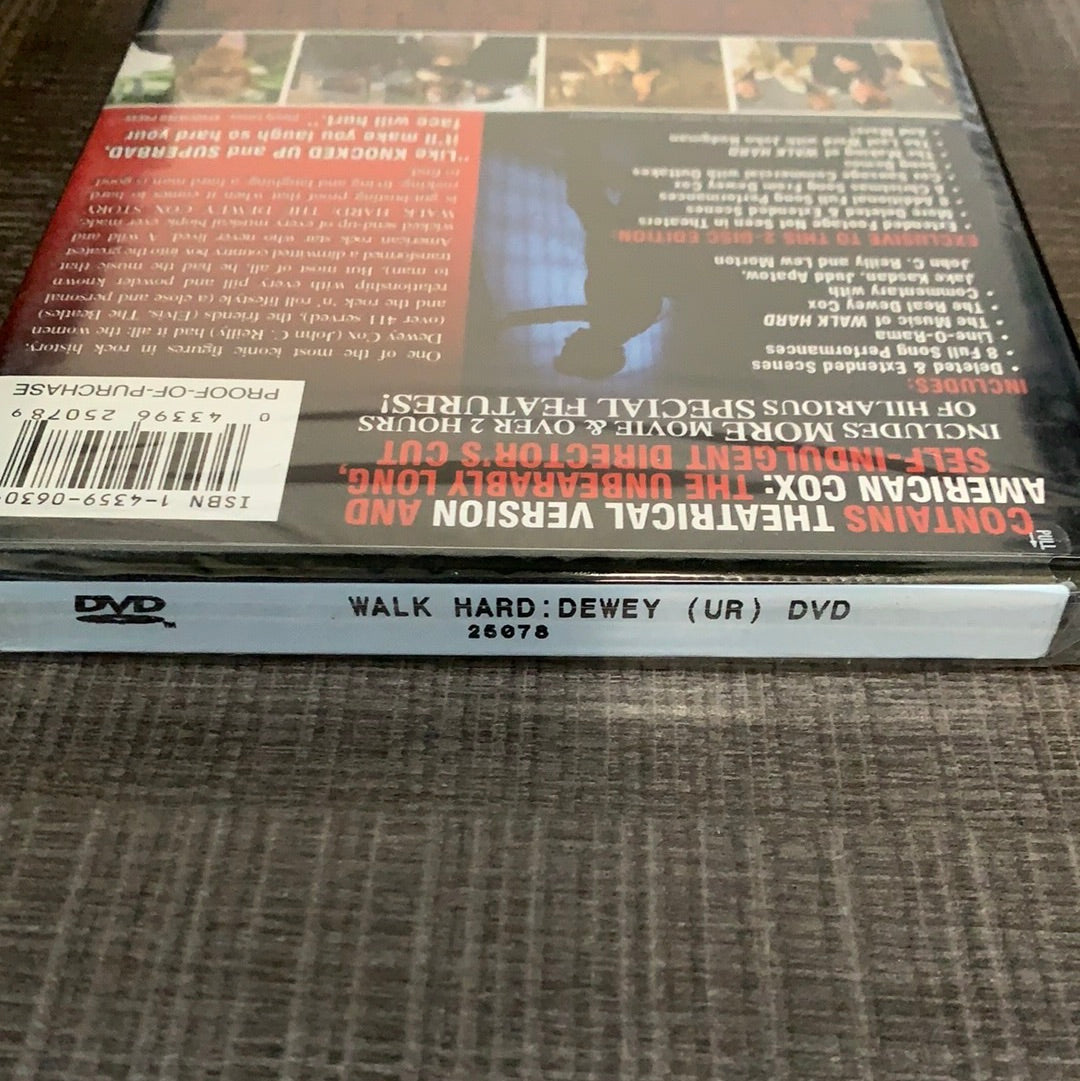 CONTAINS THEATRICAL VERSION AND
AMERICAN COX: THE UNBEARABLY LONG,
SELF-INDULGENT DIRECTOR'S CUT
INCLUDES MORE MOVIE & OVER 2 HOURS
OF HILARIOUS SPECIAL FEATURES!
INCLUDES:
• Deleted & Extended Scenes
• 8 Full Song Performances
• Line-O-Rama
• The Music of WALK HARD
• The Real Dewey Cox
• Commentary with
Jake Kasdan, Judd Apatow,
John C. Reilly and Lew Morton
EXCLUSIVE TO THIS 2-DISC EDITION:
• Extended Footage Not Seen in Theaters
• More Deleted & Extended Scenes
• 8 Additional Full Song Performances
• A Christmas Song From Dewey Cox
• Cox Sausage Commercial with Outtakes
• Song Demos
• The Making of WALK HARD
• The Last Word with John Hodgman
• And More!
ISBN 1-4359-0630
0 43396 25078 9
PROOF-OF-PURCHASE
One of the most iconic figures in rock history,
Dewey Cox (John C. Reilly) had it all: the women
(over 411 served), the friends (Elvis, The Beatles)
and the rock 'n' roll lifestyle (a close and personal
relationship with every pill and powder known
to man). But most of all, he had the music that
transformed a dimwitted country boy into the greatest
American rock star who never lived. A wild and
wicked send-up of every musical biopic ever made,
WALK HARD: THE DEWEY COX STORY
is gut-busting proof that when it comes to hard
rocking, living and laughing, a hard man is good
to find.
"Like KNOCKED UP and SUPERBAD,
it'll make you laugh so hard your
face will hurt."
PULL
DVD
™
WALK HARD:DEWEY (UR) DVD
25078